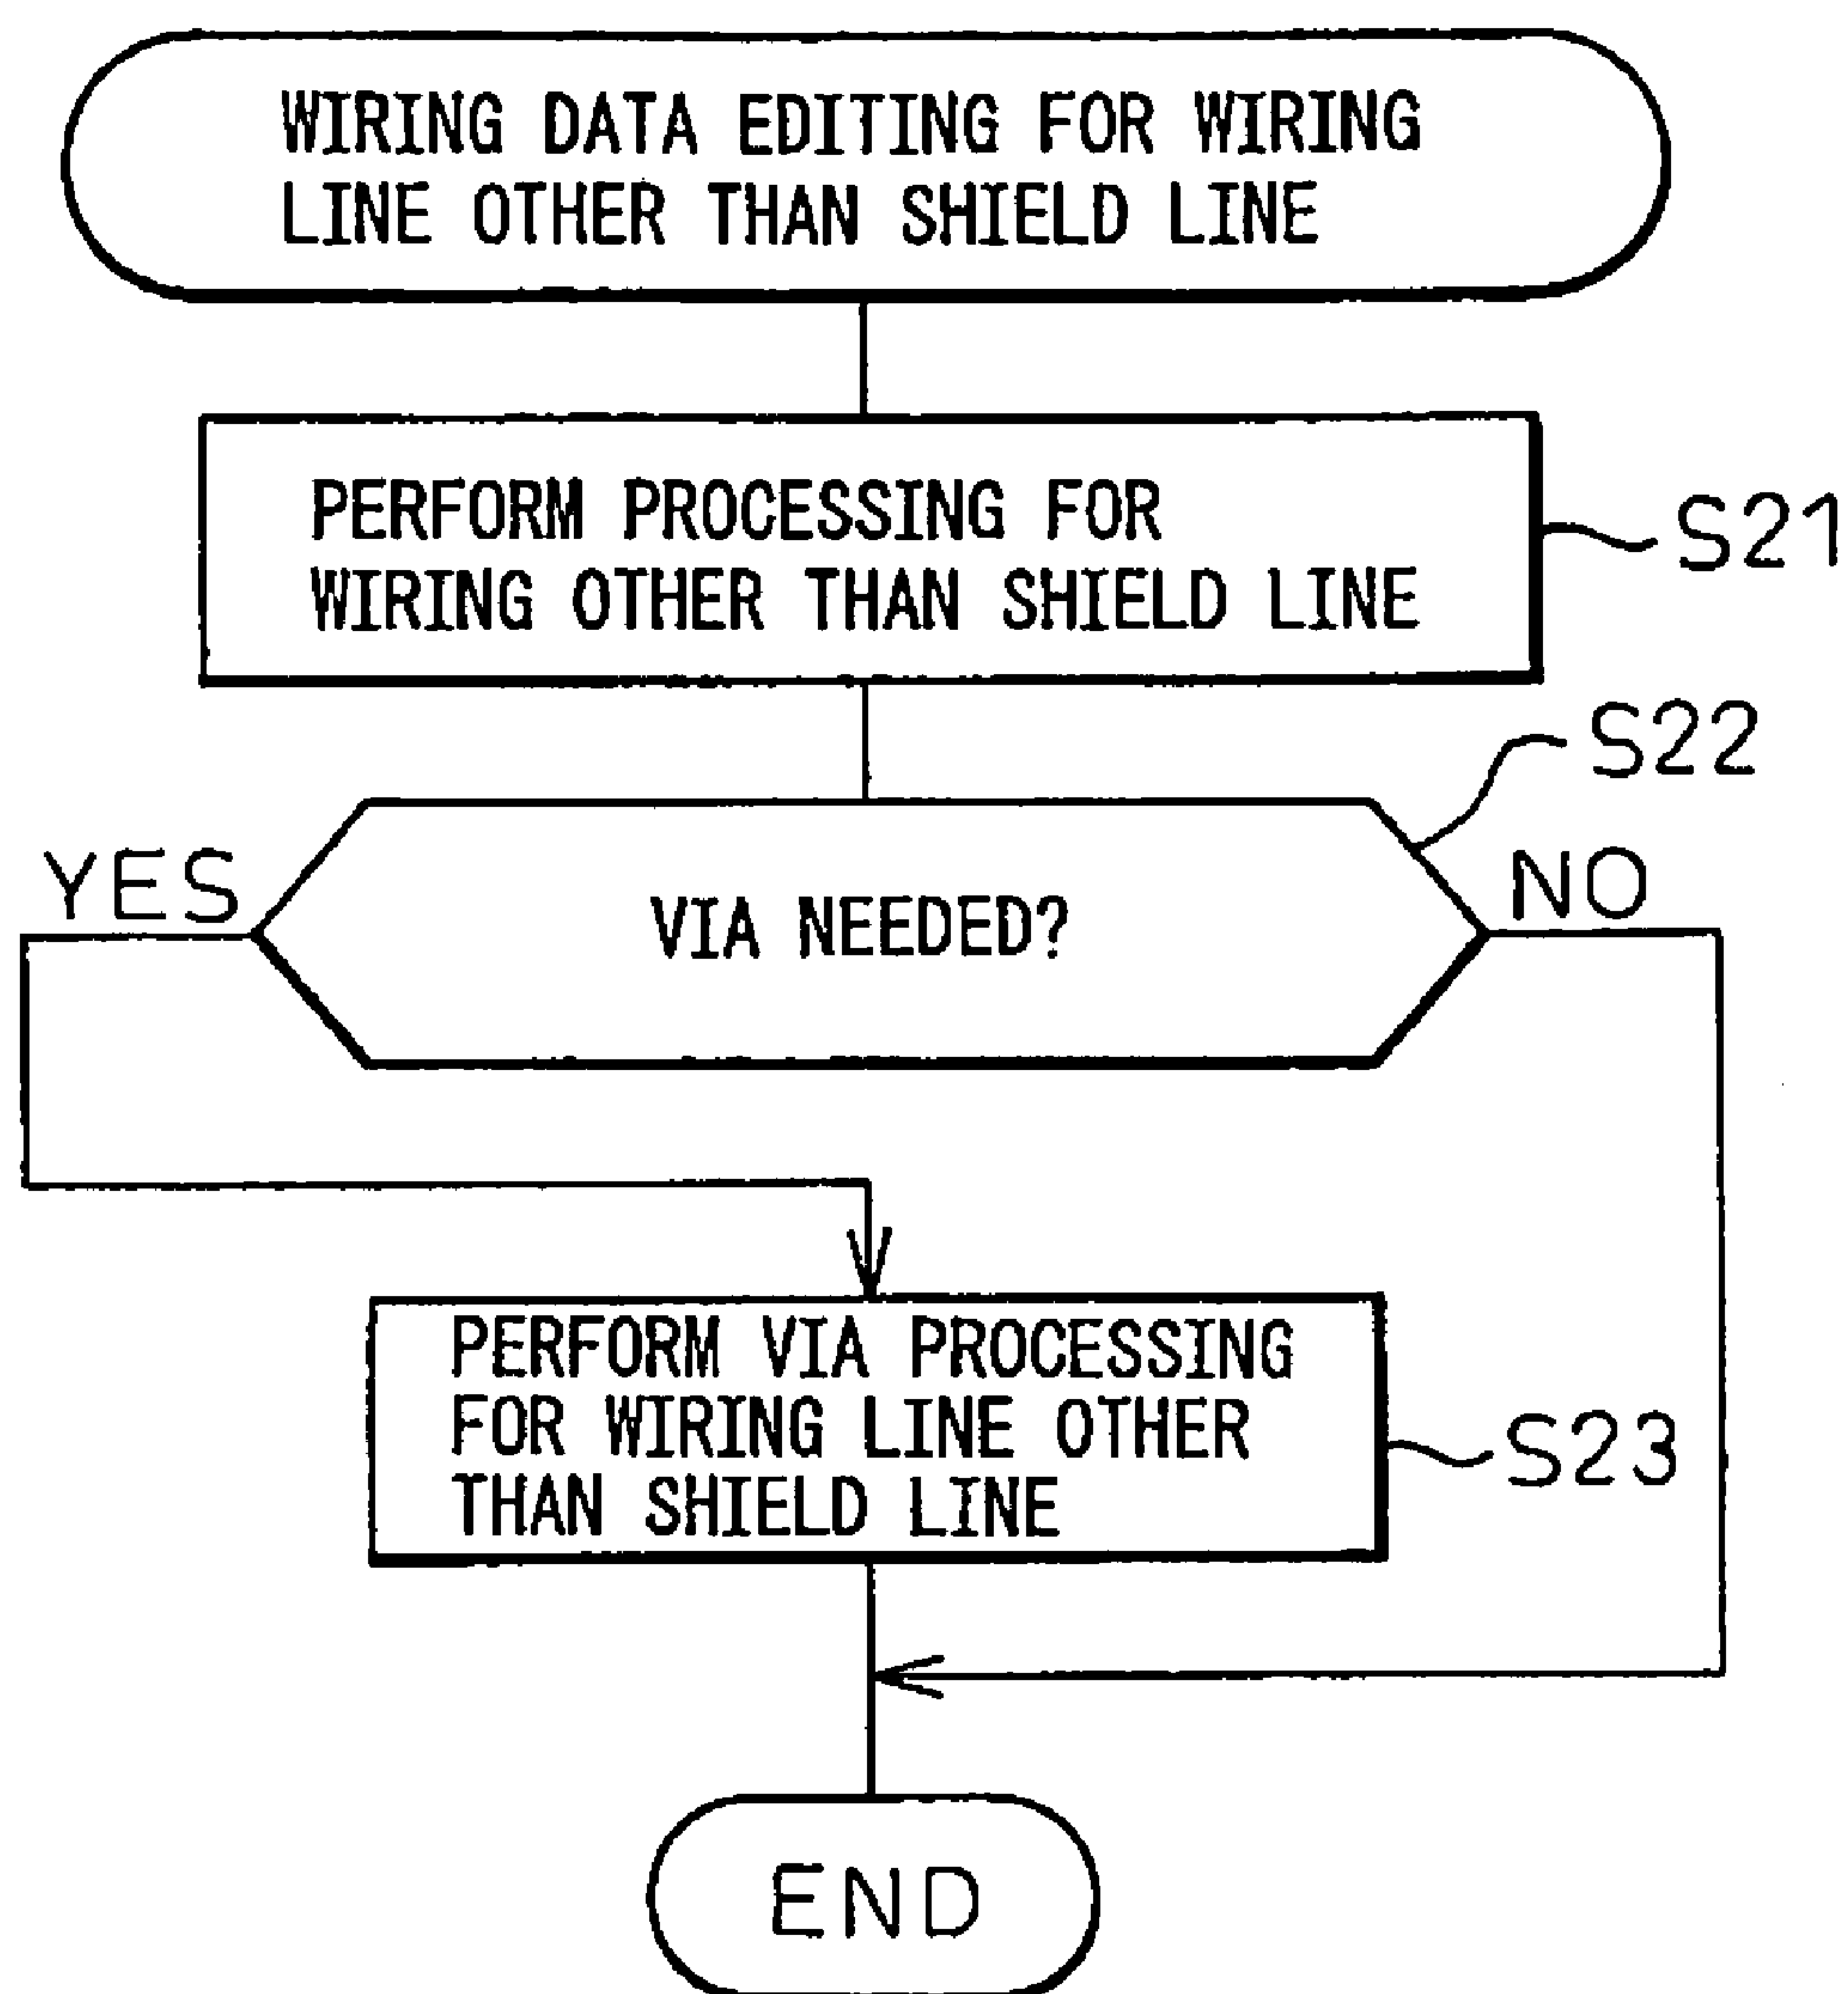 WIRING DATA EDITING FOR WIRING
LINE OTHER THAN SHIELD LINE
PERFORM PROCESSING FOR
WIRING OTHER THAN SHIELD LINE
S21
S22
YES
NO
VIA NEEDED?
PERFORM VIA PROCESSING
FOR WIRING LINE OTHER
THAN SHIELD LINE
S23
END